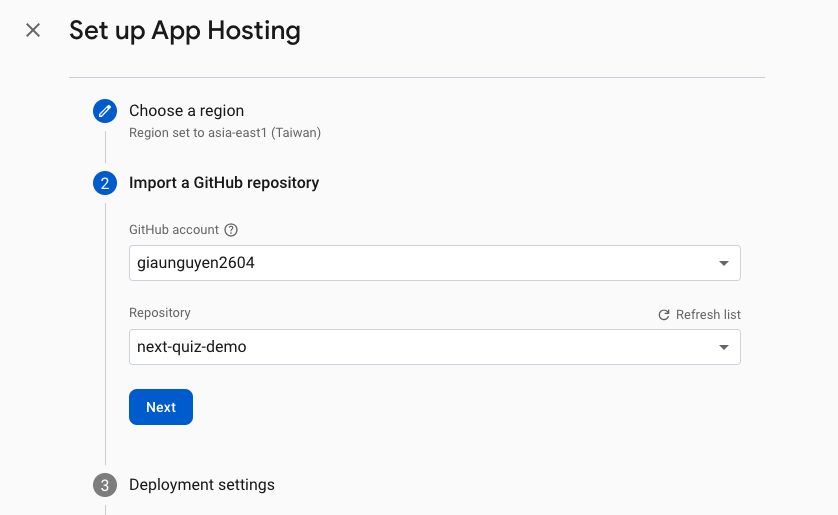 Set up App Hosting
Choose a region
Region set to asia-east1 (Taiwan)
2
Import a GitHub repository
GitHub account
giaunguyen2604
Repository
Refresh list
next-quiz-demo
Next
3
Deployment settings